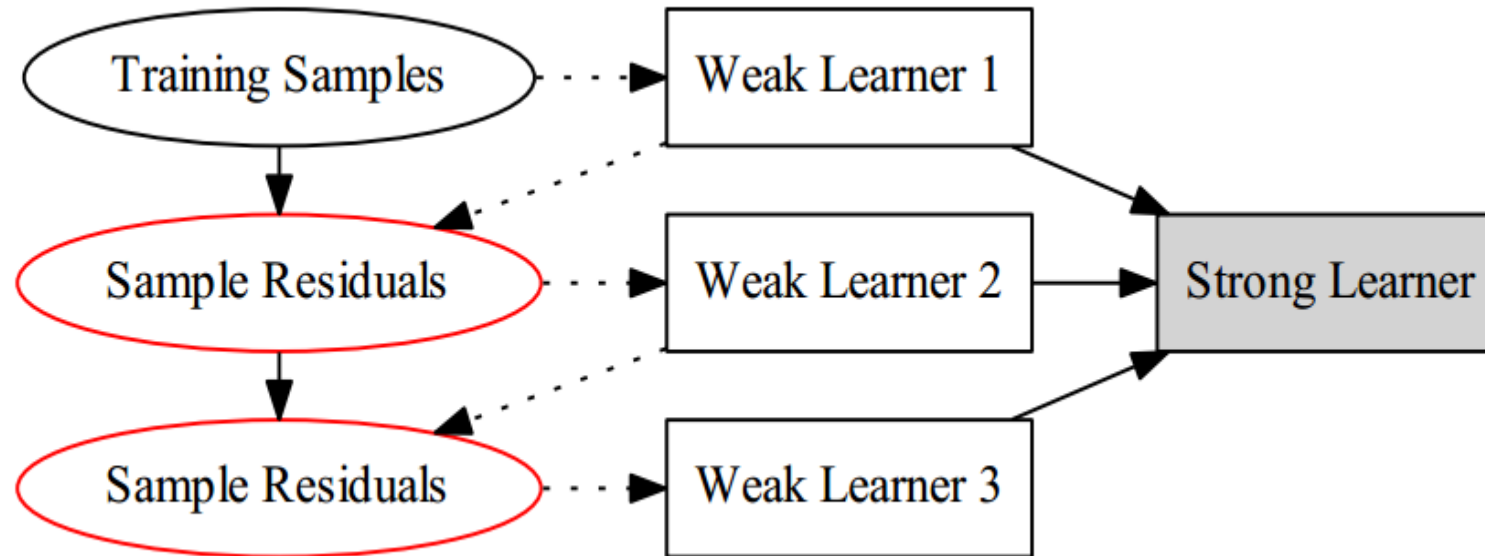 Training Samples
Weak Learner 1
Sample Residuals
Weak Learner 2
Strong Learner
Sample Residuals
Weak Learner 3